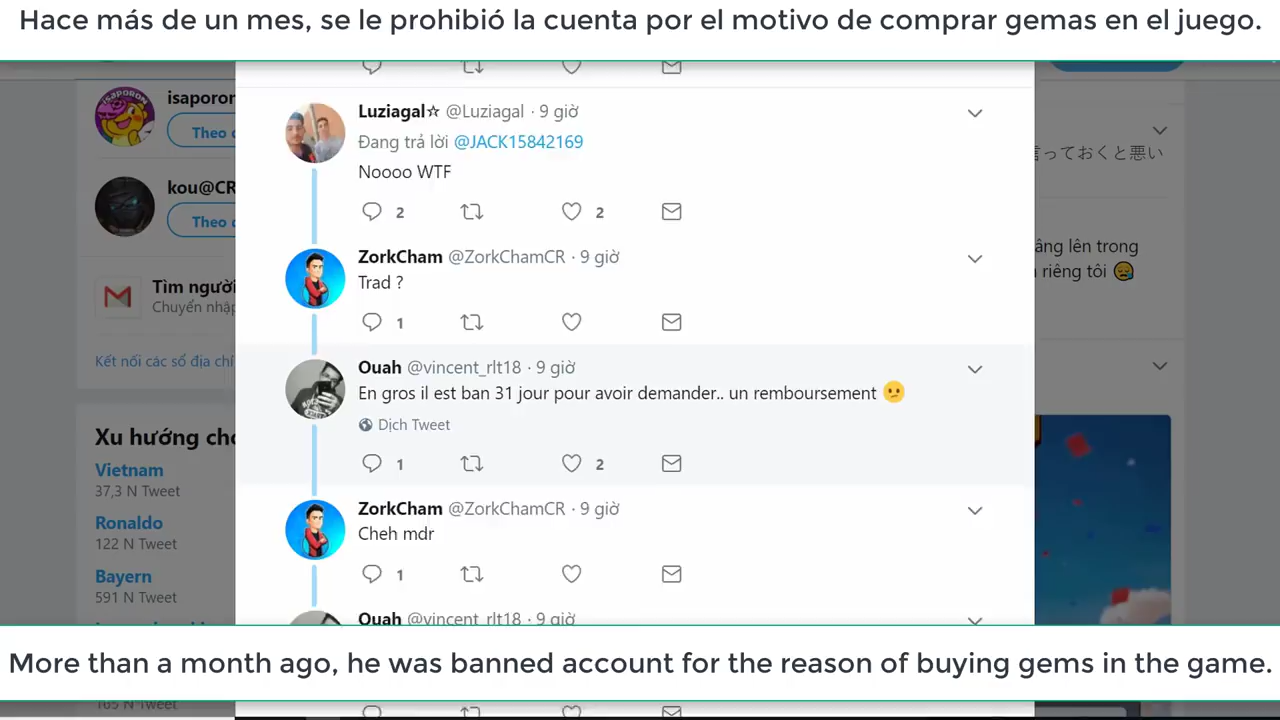 Hace más de un mes, se le prohibió la cuenta por el motivo de comprar gemas en el juego.
isaporom
Theo
kou@CR
Theo
Tìm người
Chuyển nhập
Kết nối các sổ địa chỉ
Xu hướng cho
Vietnam
37,3 N Tweet
Ronaldo
122 N Tweet
Bayern
591 N Tweet
Luziagal☆ @Luziagal · 9 giờ
Đang trả lời @JACK15842169
Noooo WTF
2 2
ZorkCham @ZorkChamCR · 9 giờ
Trad ?
1
Ouah @vincent_rlt18 · 9 giờ
En gros il est ban 31 jour pour avoir demander.. un remboursement 😕
Dịch Tweet
1 2
ZorkCham @ZorkChamCR · 9 giờ
Cheh mdr
1
Ouah @vincent_rlt18 · 9 giờ
言っておくと悪い
âng lên trong
riêng tôi 😪
More than a month ago, he was banned account for the reason of buying gems in the game.
165 N Tweet